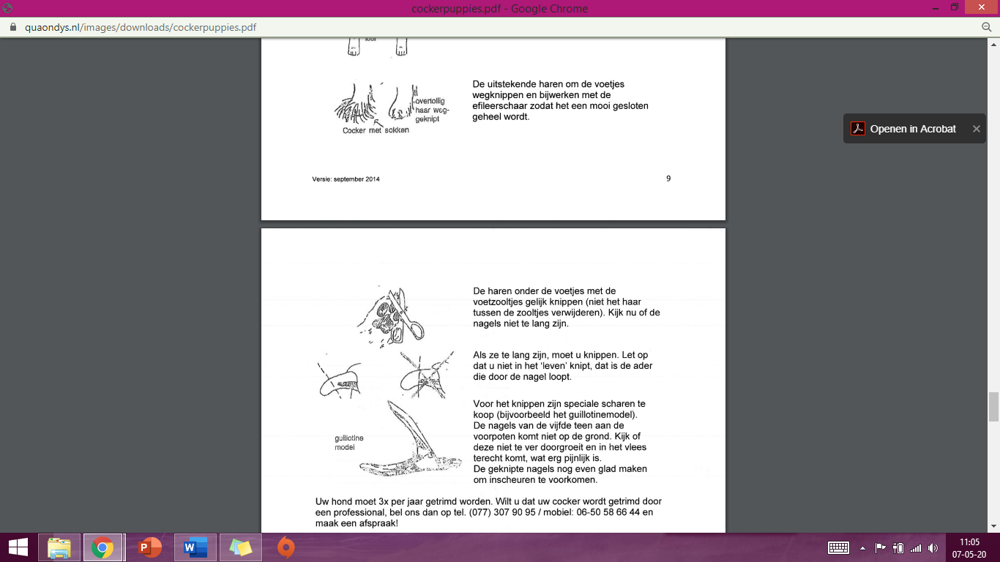 cockerpuppies.pdf - Google Chrome
quaondys.nl/images/downloads/cockerpuppies.pdf
De uitstekende haren om de voetjes
wegknippen en bijwerken met de
efileerschaar zodat het een mooi gesloten
geheel wordt.
overtollig
haar weg-
geknipt
Cocker met sokken
Openen in Acrobat
Versie: september 2014
9
De haren onder de voetjes met de
voetzooltjes gelijk knippen (niet het haar
tussen de zooltjes verwijderen). Kijk nu of de
nagels niet te lang zijn.
Als ze te lang zijn, moet u knippen. Let op
dat u niet in het ‘leven’ knipt, dat is de ader
die door de nagel loopt.
Voor het knippen zijn speciale scharen te
koop (bijvoorbeeld het guillotinemodel).
De nagels van de vijfde teen aan de
voorpoten komt niet op de grond. Kijk of
deze niet te ver doorgroeit en in het vlees
terecht komt, wat erg pijnlijk is.
De geknipte nagels nog even glad maken
om inscheuren te voorkomen.
guillotine
model
Uw hond moet 3x per jaar getrimd worden. Wilt u dat uw cocker wordt getrimd door
een professional, bel ons dan op tel. (077) 307 90 95 / mobiel: 06-50 58 66 44 en
maak een afspraak!
11:05
07-05-20